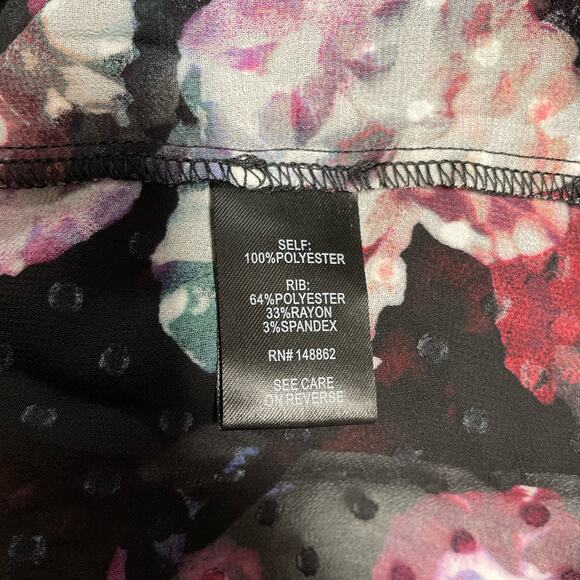 SELF:
100%POLYESTER
RIB:
64%POLYESTER
33%RAYON
3%SPANDEX
RN# 148862
SEE CARE
ON REVERSE